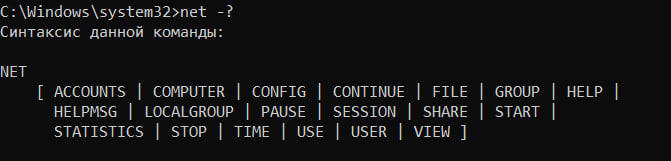 C:\Windows\system32>net -?
Синтаксис данной команды:
NET
[ ACCOUNTS | COMPUTER | CONFIG | CONTINUE | FILE | GROUP | HELP |
HELPMSG | LOCALGROUP | PAUSE | SESSION | SHARE | START |
STATISTICS | STOP | TIME | USE | USER | VIEW ]